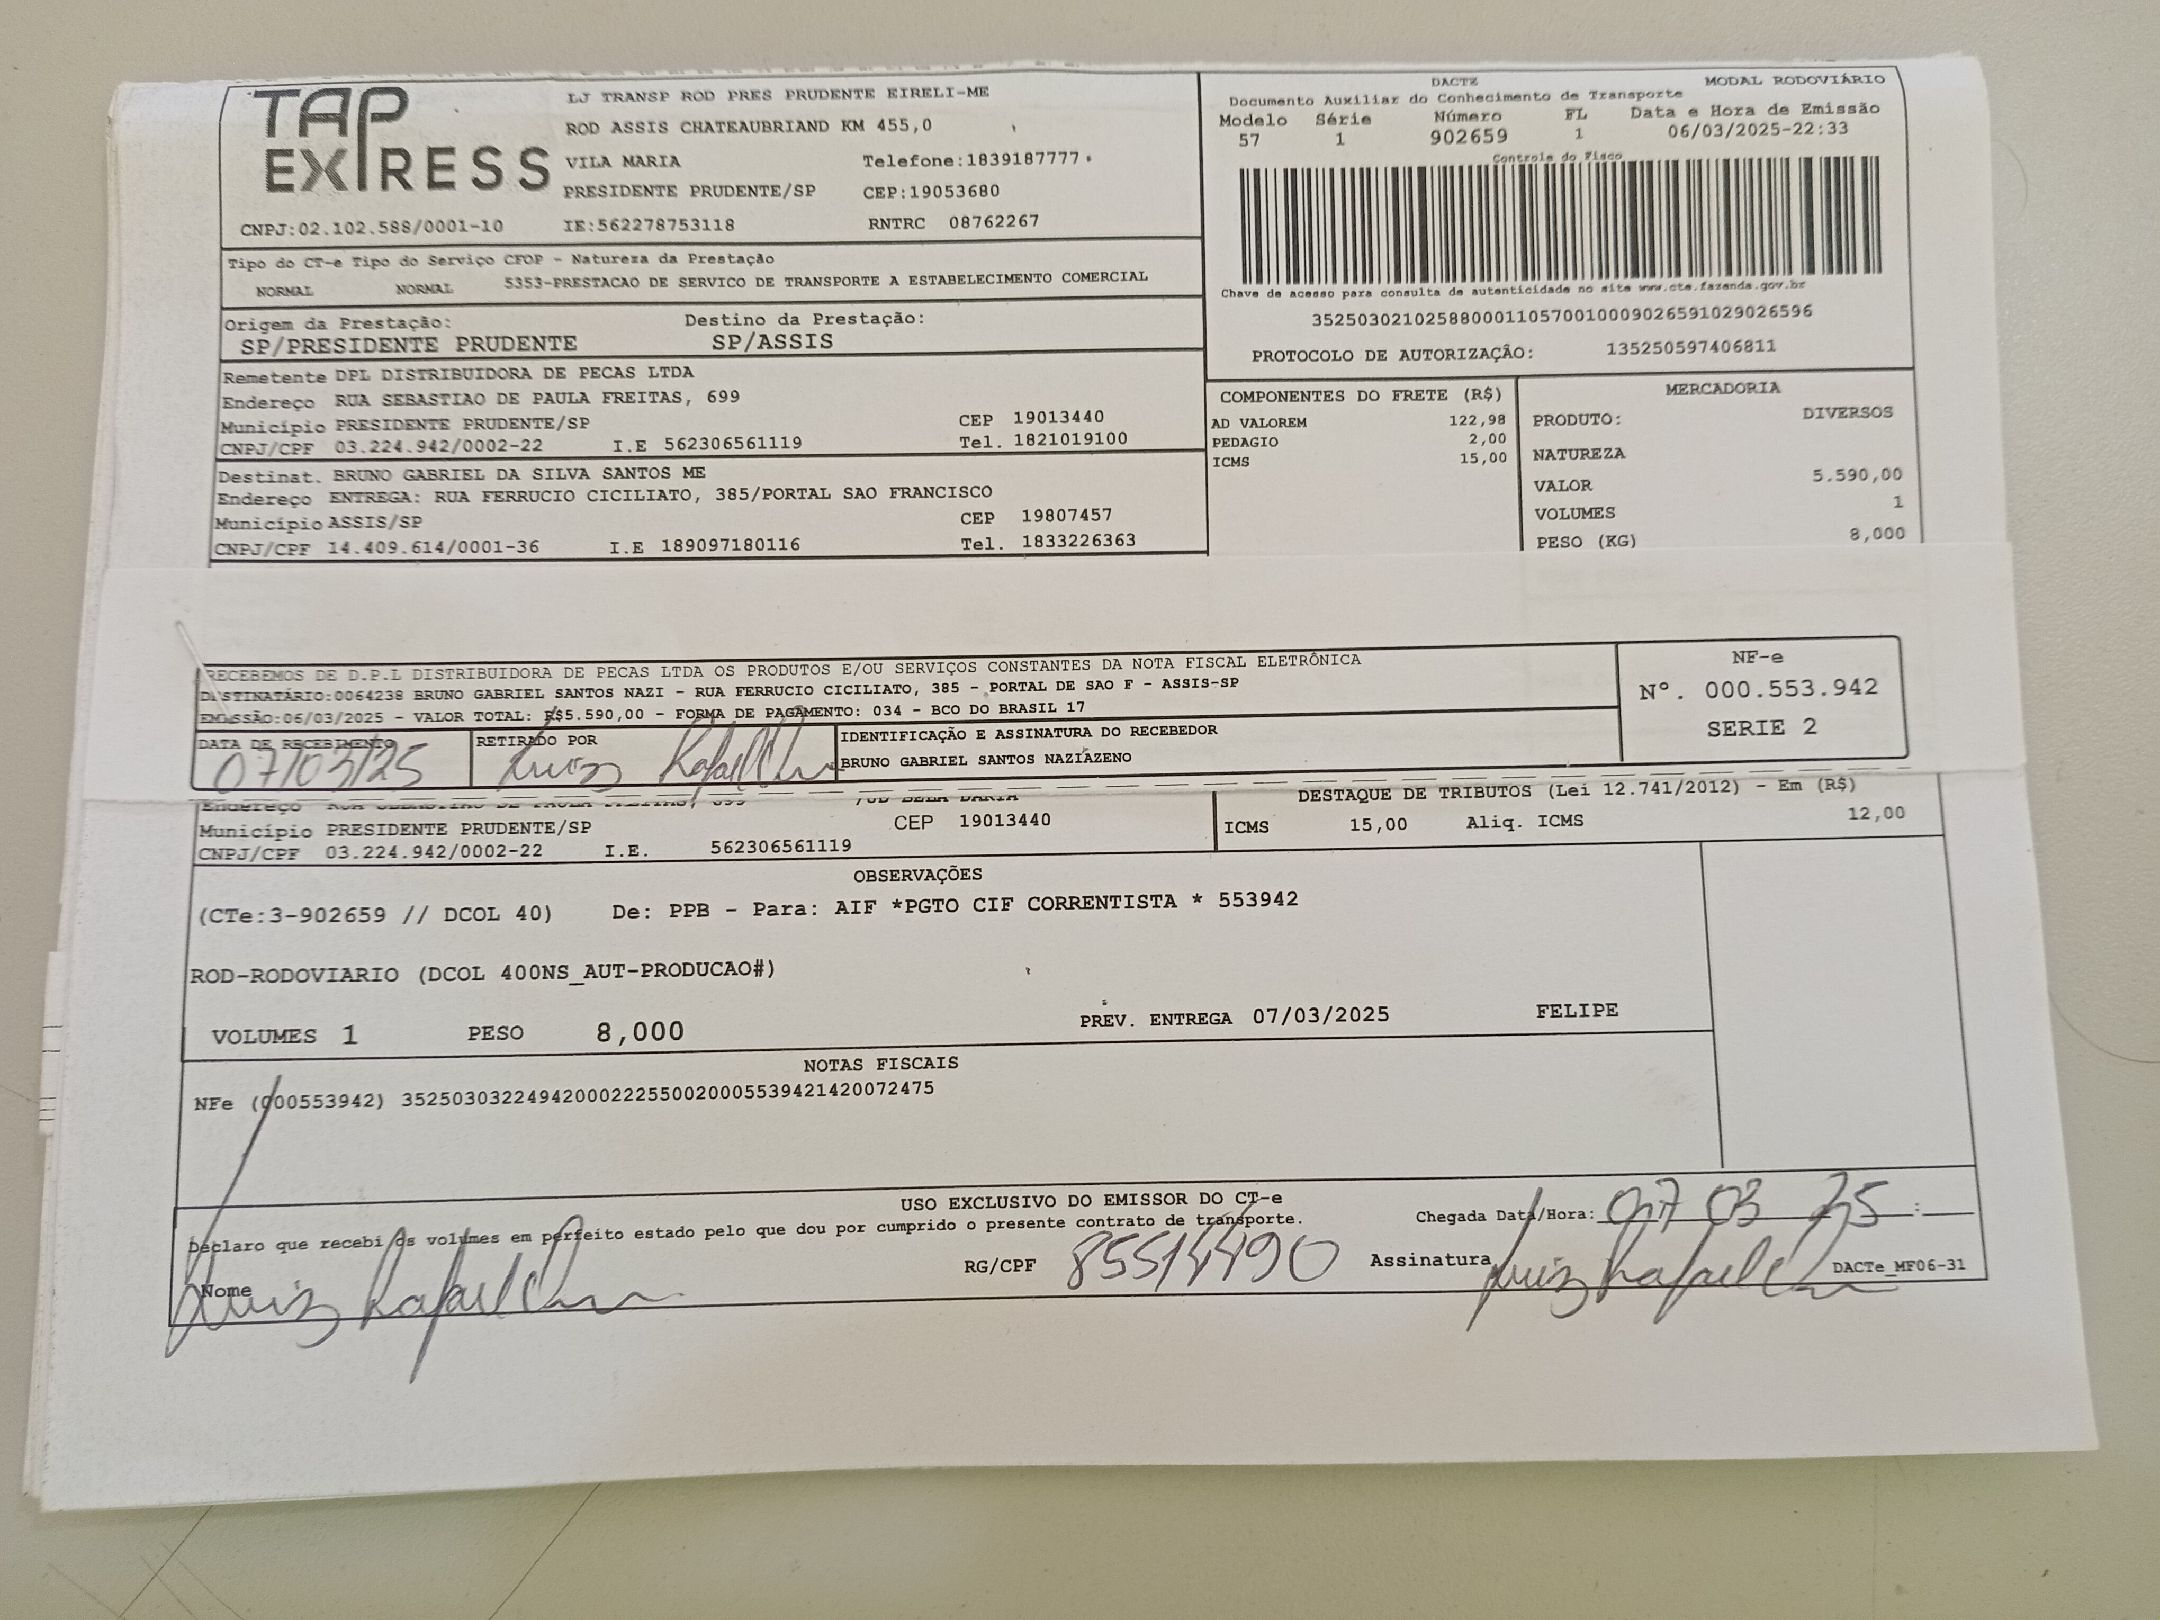 TAP
EXPRESS
LJ TRANSP ROD PRES PRUDENTE EIRELI-ME
ROD ASSIS CHATEAUBRIAND KM 455,0
VILA MARIA Telefone:1839187777
PRESIDENTE PRUDENTE/SP CEP:19053680
CNPJ:02.102.588/0001-10 IE:562278753118 RNTRC 08762267
DACTE MODAL RODOVIÁRIO
Documento Auxiliar do Conhecimento de Transporte
Modelo Série Número FL Data e Hora de Emissão
57 1 902659 1 06/03/2025-22:33
Controle do Fisco
Chave de acesso para consulta de autenticidade no site www.cte.fazenda.gov.br
35250302102588000110570010009026591029026596
PROTOCOLO DE AUTORIZAÇÃO: 135250597406811
Tipo do CT-e Tipo do Serviço CFOP - Natureza da Prestação
NORMAL NORMAL 5353-PRESTACAO DE SERVICO DE TRANSPORTE A ESTABELECIMENTO COMERCIAL
Origem da Prestação: Destino da Prestação:
SP/PRESIDENTE PRUDENTE SP/ASSIS
Remetente DPL DISTRIBUIDORA DE PECAS LTDA
Endereço RUA SEBASTIAO DE PAULA FREITAS, 699
Município PRESIDENTE PRUDENTE/SP CEP 19013440
CNPJ/CPF 03.224.942/0002-22 I.E 562306561119 Tel. 1821019100
Destinat. BRUNO GABRIEL DA SILVA SANTOS ME
Endereço ENTREGA: RUA FERRUCIO CICILIATO, 385/PORTAL SAO FRANCISCO
Município ASSIS/SP CEP 19807457
CNPJ/CPF 14.409.614/0001-36 I.E 189097180116 Tel. 1833226363
COMPONENTES DO FRETE (R$)
AD VALOREM 122,98
PEDAGIO 2,00
ICMS 15,00
MERCADORIA
PRODUTO: DIVERSOS
NATUREZA
VALOR 5.590,00
VOLUMES 1
PESO (KG) 8,000
RECEBEMOS DE D.P.L DISTRIBUIDORA DE PECAS LTDA OS PRODUTOS E/OU SERVIÇOS CONSTANTES DA NOTA FISCAL ELETRÔNICA
DESTINATÁRIO:0064238 BRUNO GABRIEL SANTOS NAZI - RUA FERRUCIO CICILIATO, 385 - PORTAL DE SAO F - ASSIS-SP
EMISSÃO:06/03/2025 - VALOR TOTAL: R$5.590,00 - FORMA DE PAGAMENTO: 034 - BCO DO BRASIL 17
NF-e
Nº. 000.553.942
SERIE 2
DATA DE RECEBIMENTO RETIRADO POR IDENTIFICAÇÃO E ASSINATURA DO RECEBEDOR
07/03/25 Luiz Rafael BRUNO GABRIEL SANTOS NAZIAZENO
Endereço
Município PRESIDENTE PRUDENTE/SP CEP 19013440
CNPJ/CPF 03.224.942/0002-22 I.E. 562306561119
DESTAQUE DE TRIBUTOS (Lei 12.741/2012) - Em (R$)
ICMS 15,00 Aliq. ICMS 12,00
OBSERVAÇÕES
(CTe:3-902659 // DCOL 40) De: PPB - Para: AIF *PGTO CIF CORRENTISTA * 553942
ROD-RODOVIARIO (DCOL 400NS_AUT-PRODUCAO#)
VOLUMES 1 PESO 8,000 PREV. ENTREGA 07/03/2025 FELIPE
NOTAS FISCAIS
NFe (000553942) 35250303224942000222550020005539421420072475
USO EXCLUSIVO DO EMISSOR DO CT-e
Declaro que recebi os volumes em perfeito estado pelo que dou por cumprido o presente contrato de transporte.
Chegada Data/Hora: 07 03 25 :
Nome Luiz Rafael RG/CPF Assinatura Luiz Rafael DACTe_MF06-31